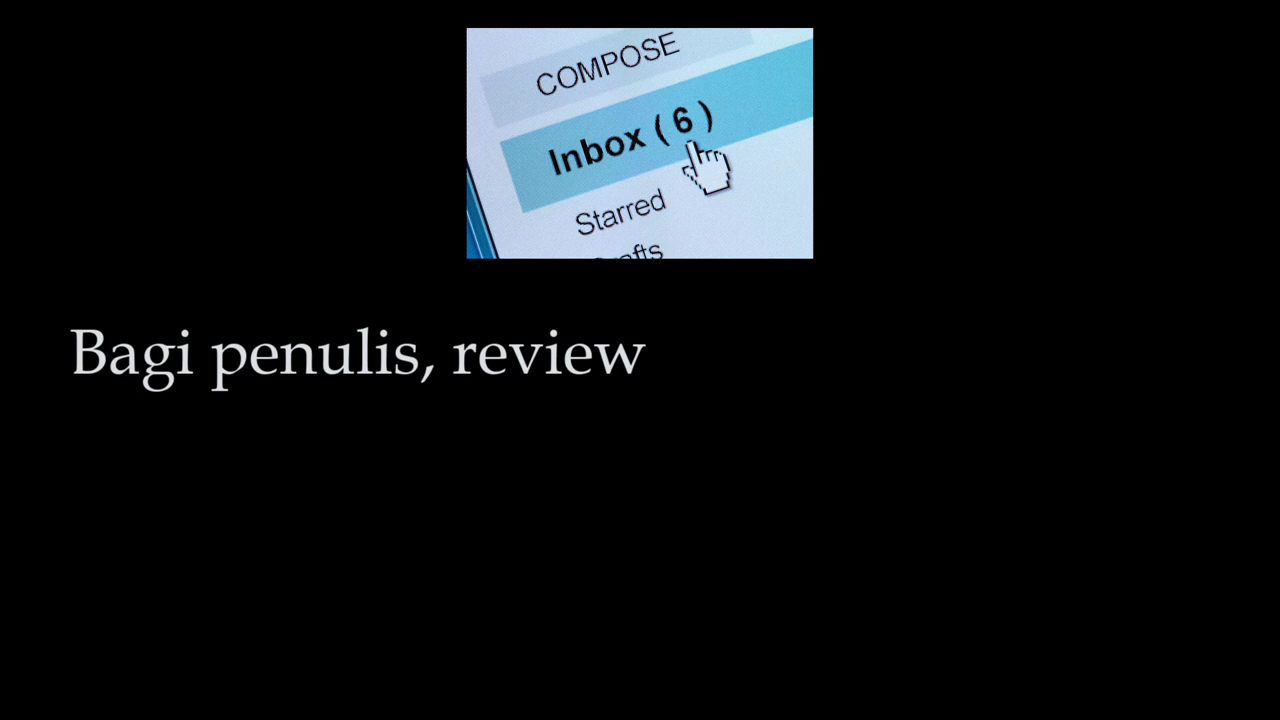 COMPOSE
Inbox ( 6 )
Starred
Bagi penulis, review